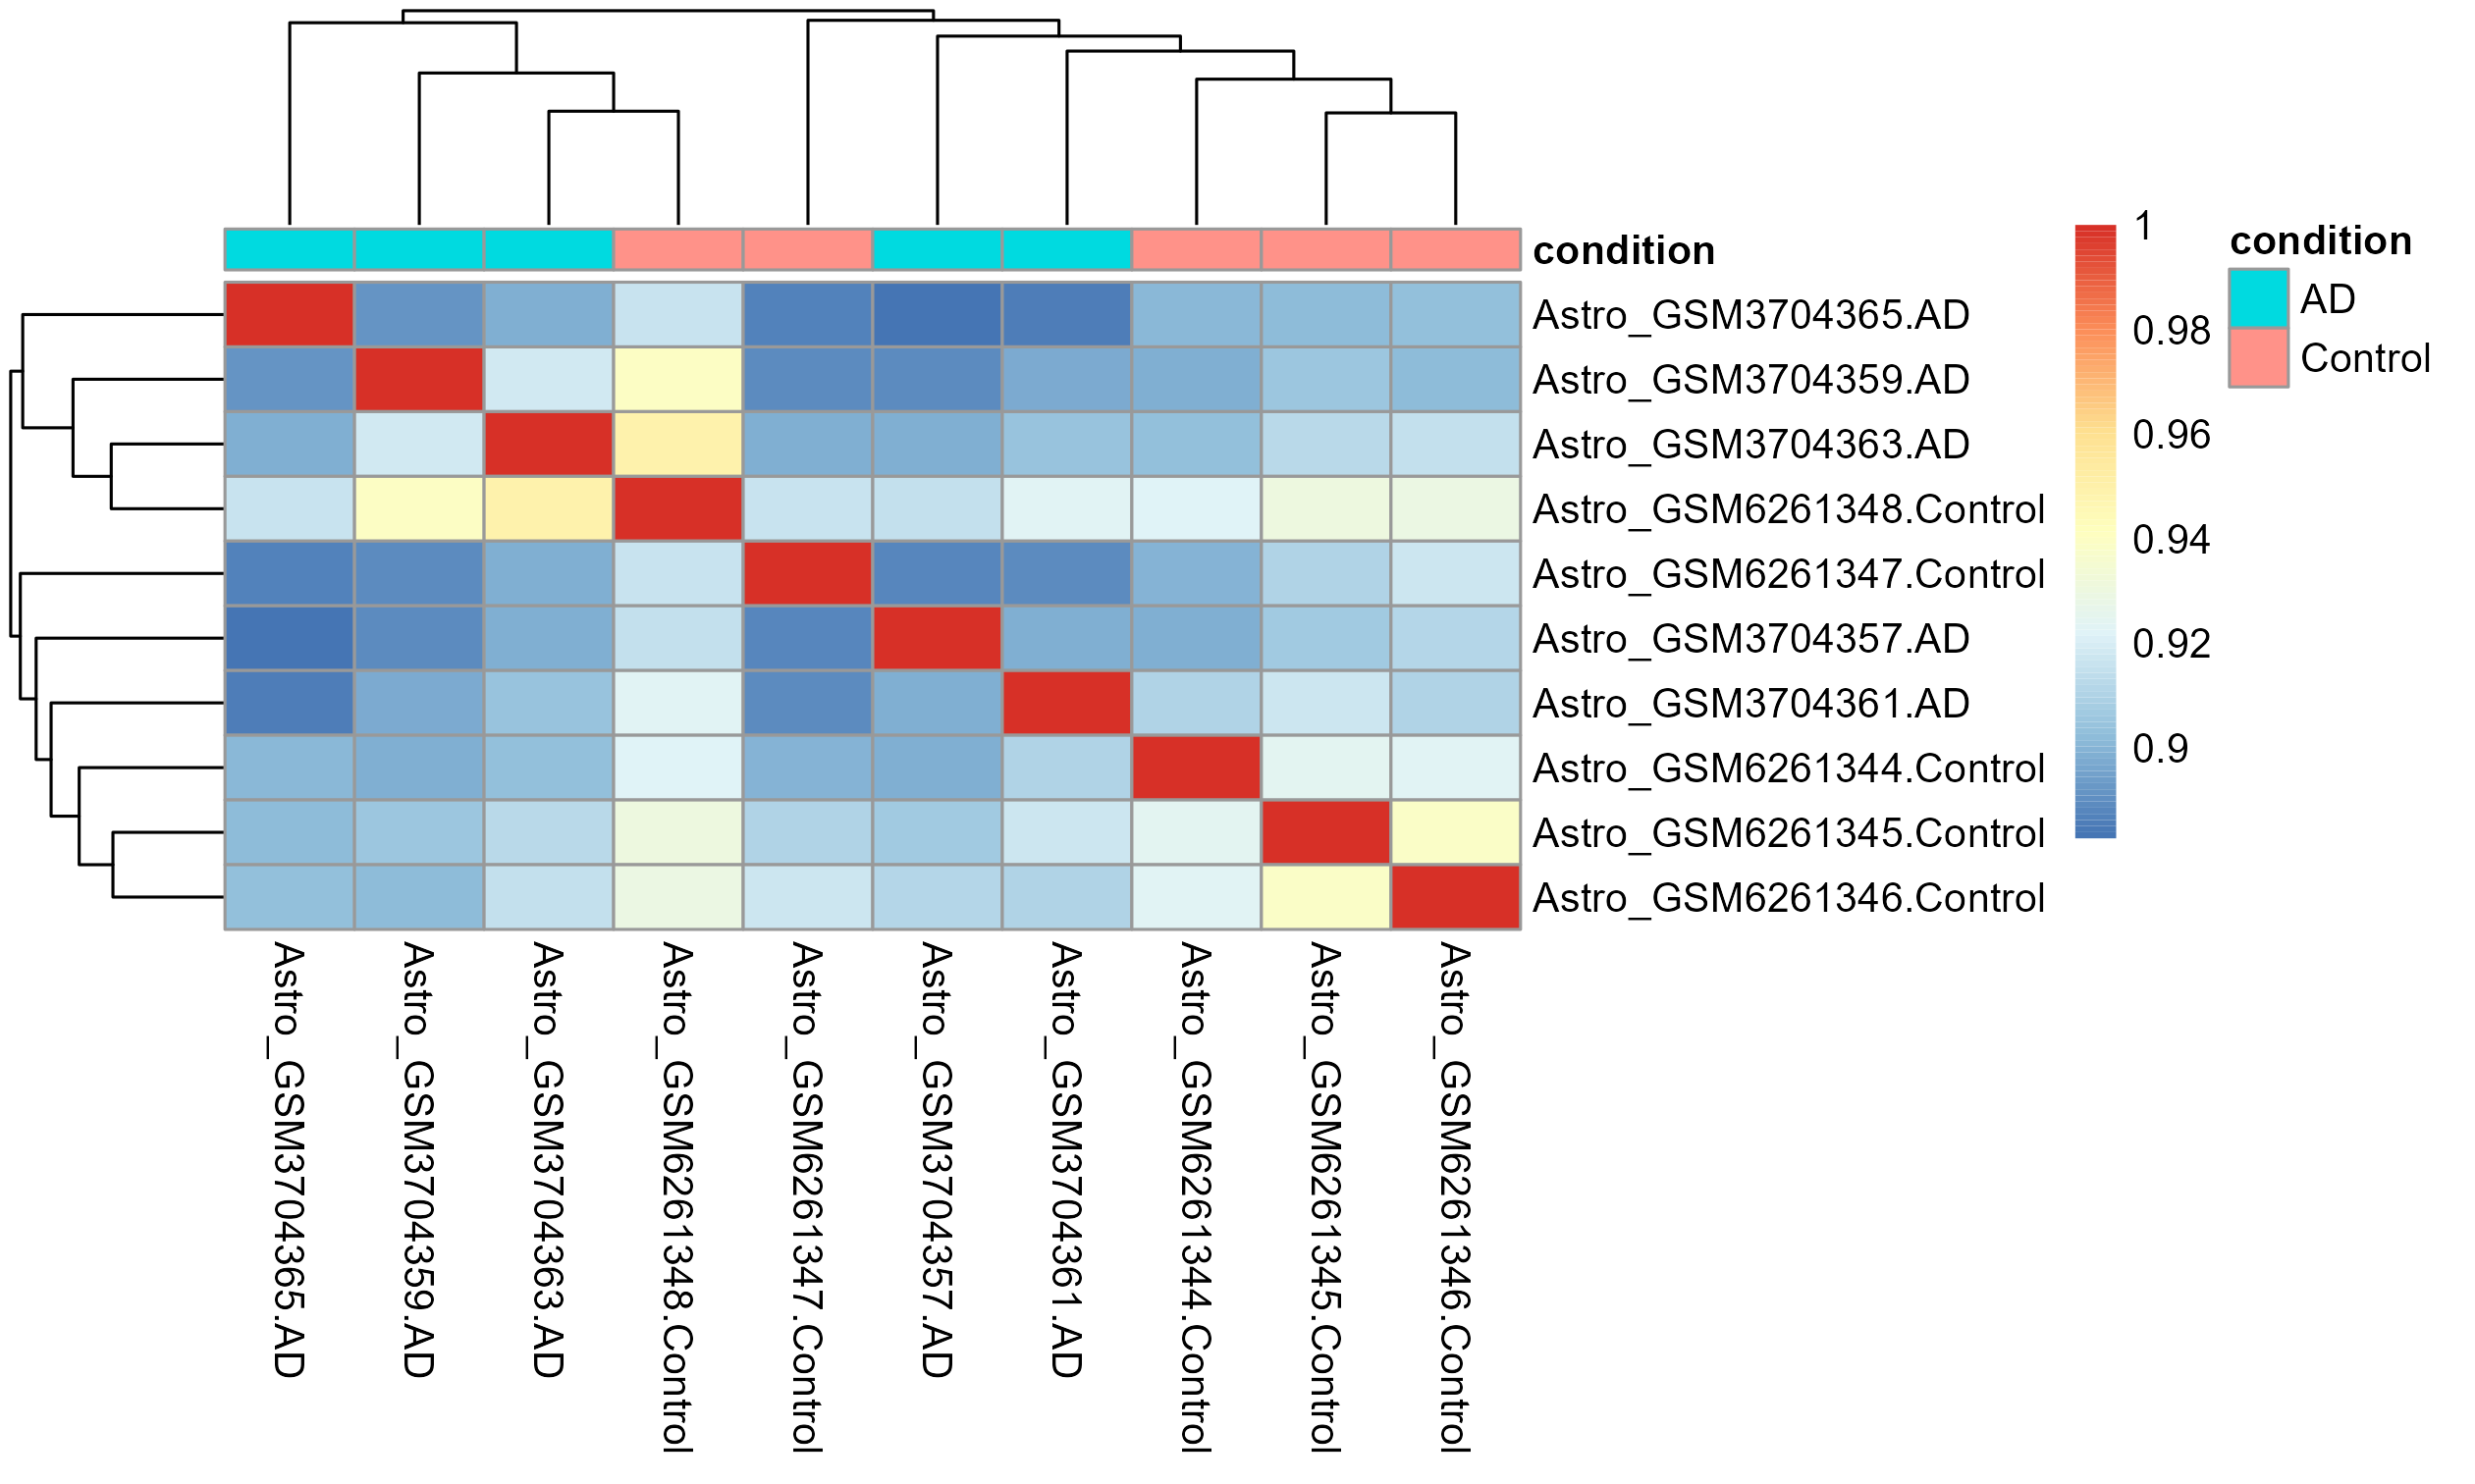 condition
Astro_GSM3704365.AD
Astro_GSM3704359.AD
Astro_GSM3704363.AD
Astro_GSM6261348.Control
Astro_GSM6261347.Control
Astro_GSM3704357.AD
Astro_GSM3704361.AD
Astro_GSM6261344.Control
Astro_GSM6261345.Control
Astro_GSM6261346.Control
1
0.98
0.96
0.94
0.92
0.9
condition
AD
Control
Astro_GSM3704365.AD
Astro_GSM3704359.AD
Astro_GSM3704363.AD
Astro_GSM6261348.Control
Astro_GSM6261347.Control
Astro_GSM3704357.AD
Astro_GSM3704361.AD
Astro_GSM6261344.Control
Astro_GSM6261345.Control
Astro_GSM6261346.Control